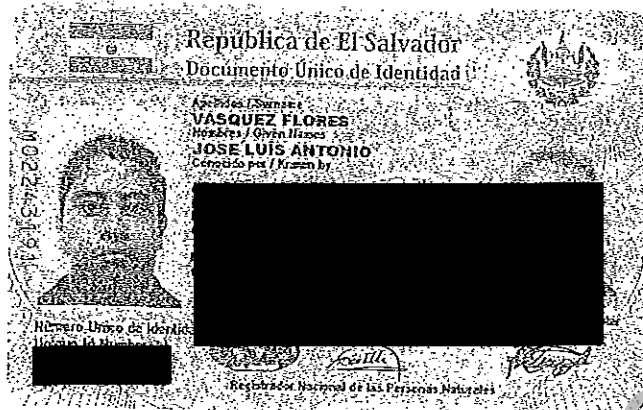 República de El Salvador
Documento Único de Identidad
Apellidos / Surname
VASQUEZ FLORES
Nombres / Given Names
JOSE LUIS ANTONIO
Conocido por / Known by
Número Único de Identid
Registrador Nacional de las Personas Naturales